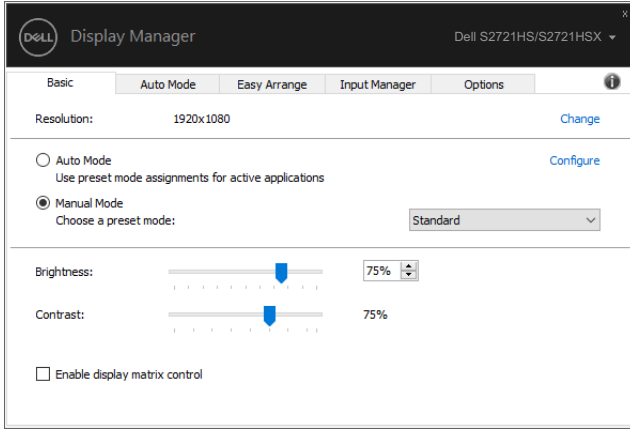 x
DELL Display Manager Dell S2721HS/S2721HSX
Basic Auto Mode Easy Arrange Input Manager Options i
Resolution: 1920x1080 Change
Auto Mode Configure
Use preset mode assignments for active applications
Manual Mode
Choose a preset mode: Standard
Brightness: 75%
Contrast: 75%
Enable display matrix control